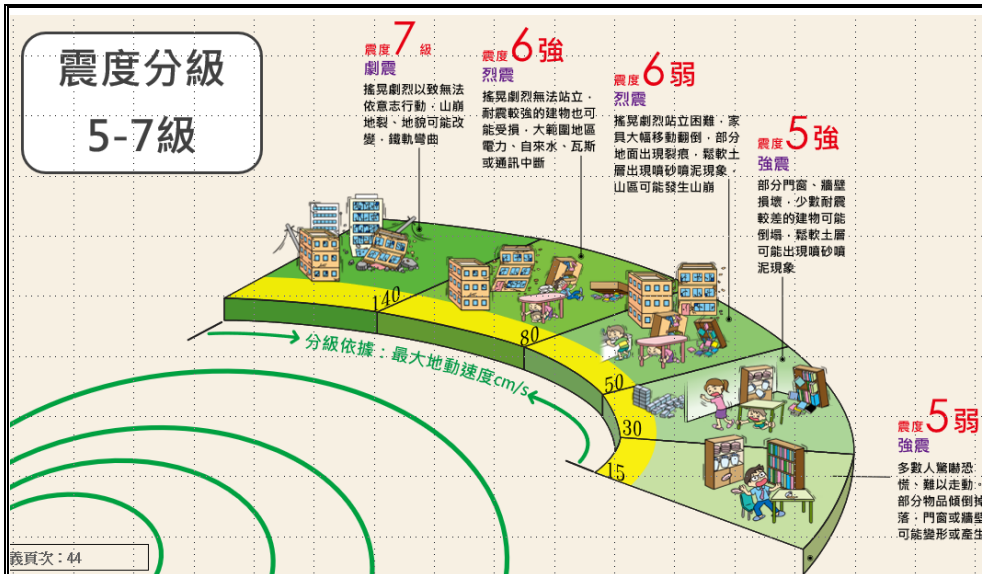 震度分級
5-7級
震度7級
劇震
搖晃劇烈以致無法
依意志行動，山崩
地裂、地貌可能改
變，鐵軌彎曲
震度6強
烈震
搖晃劇烈無法站立，
耐震較強的建物也可
能受損，大範圍地區
電力、自來水、瓦斯
或通訊中斷
震度6弱
烈震
搖晃劇烈站立困難，家
具大幅移動翻倒，部分
地面出現裂痕，鬆軟土
層出現噴砂噴泥現象，
山區可能發生山崩
震度5強
強震
部分門窗、牆壁
損壞，少數耐震
較差的建物可能
倒塌，鬆軟土層
可能出現噴砂噴
泥現象
震度5弱
強震
多數人驚嚇恐
慌、難以走動。
部分物品傾倒掉
落，門窗或牆壁
可能變形或產生
140
80
50
30
15
分級依據：最大地動速度cm/s
義頁次：44